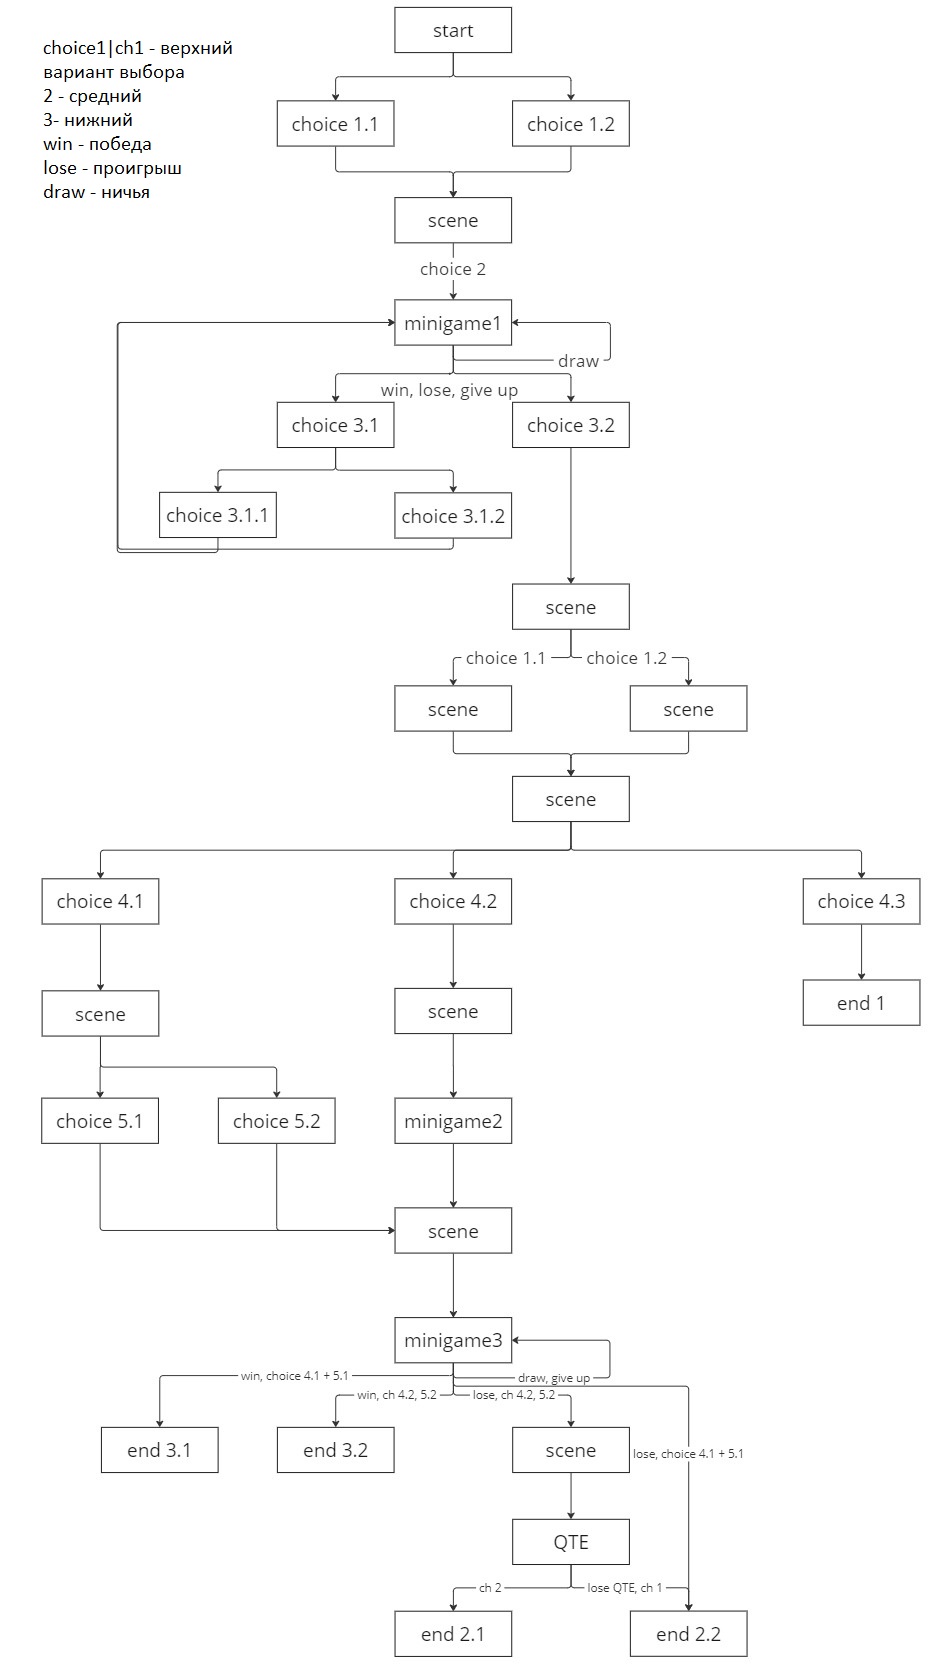 choice1|ch1 - верхний
вариант выбора
2 - средний
3- нижний
win - победа
lose - проигрыш
draw - ничья
start
choice 1.1
choice 1.2
scene
choice 2
minigame1
draw
win, lose, give up
choice 3.1
choice 3.2
choice 3.1.1
choice 3.1.2
scene
choice 1.1
choice 1.2
scene
scene
scene
choice 4.1
choice 4.2
choice 4.3
scene
scene
end 1
choice 5.1
choice 5.2
minigame2
scene
minigame3
win, choice 4.1 + 5.1
draw, give up
win, ch 4.2, 5.2
lose, ch 4.2, 5.2
end 3.1
end 3.2
scene
lose, choice 4.1 + 5.1
QTE
ch 2
lose QTE, ch 1
end 2.1
end 2.2